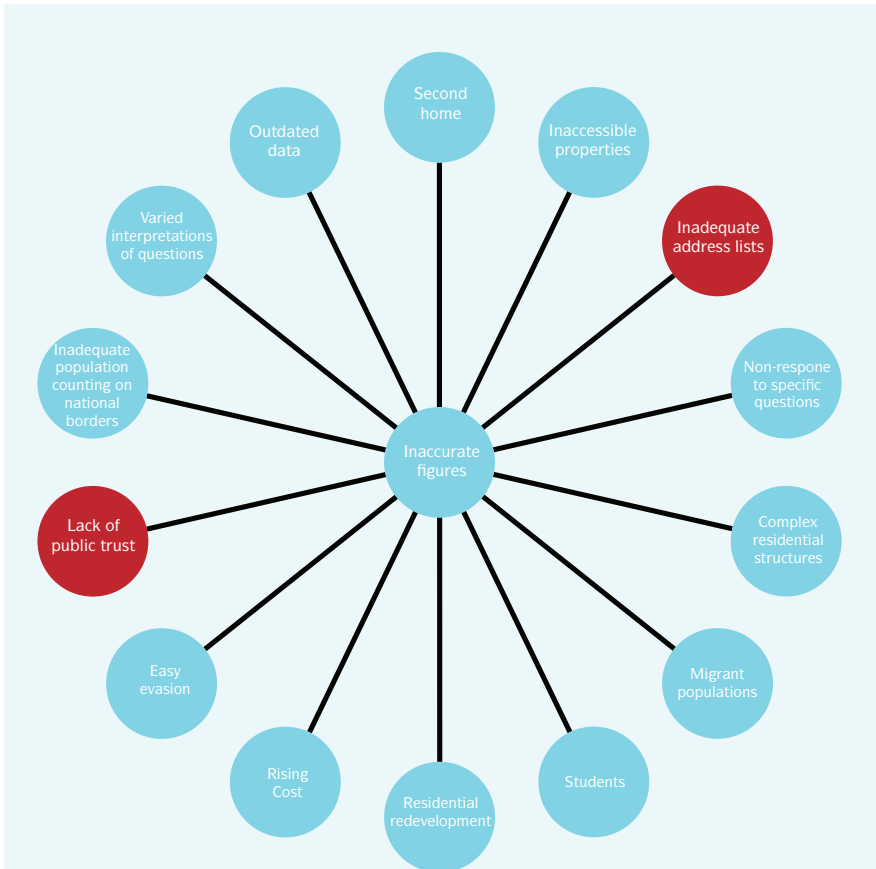 Second
home
Inaccessible
properties
Inadequate
address lists
Non-respone
to specific
questions
Complex
residential
structures
Migrant
populations
Students
Residential
redevelopment
Rising
Cost
Easy
evasion
Lack of
public trust
Inadequate
population
counting on
national
borders
Varied
interpretations
of questions
Outdated
data
Inaccurate
figures